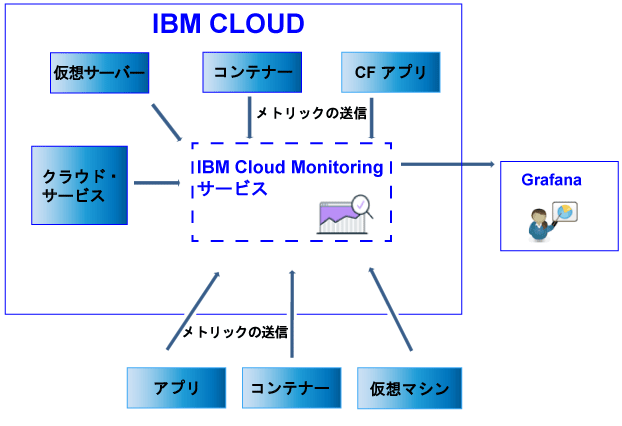 IBM CLOUD
仮想サーバー
コンテナー
CF アプリ
メトリックの送信
クラウド・
サービス
IBM Cloud Monitoring
サービス
Grafana
メトリックの送信
アプリ
コンテナー
仮想マシン